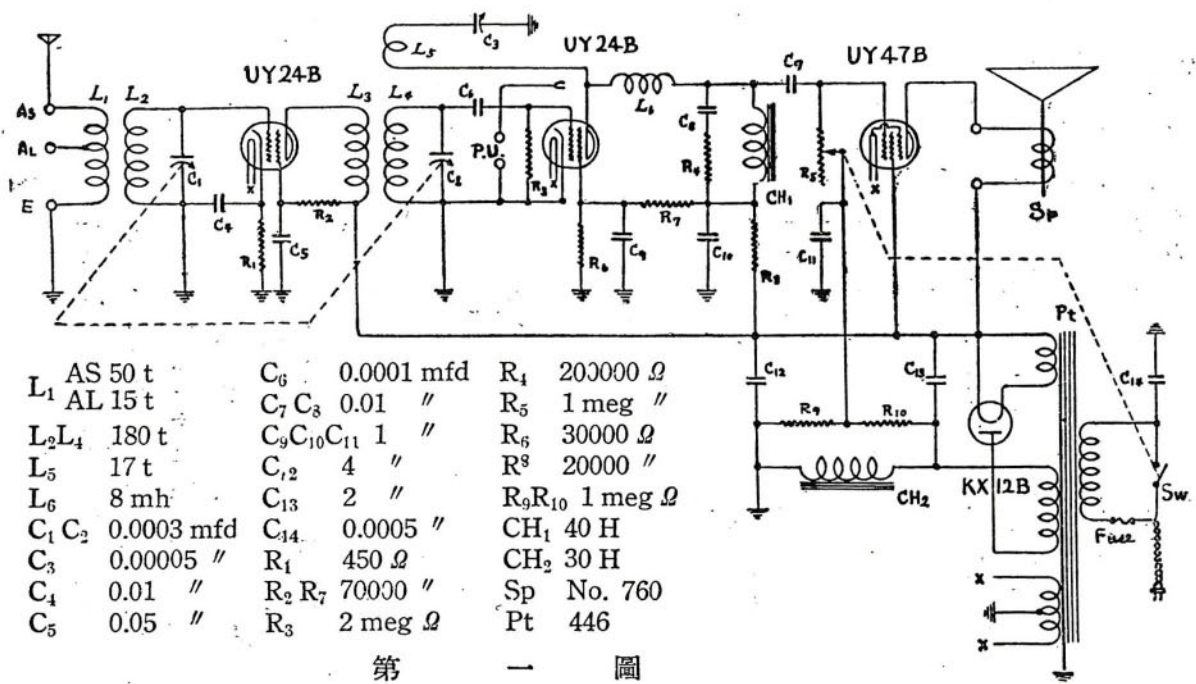 UY24B
UY24B
UY47B
L₁ L₂
L₃ L₄
L₅
C₃
AS
AL
E
C₁
C₄
R₁
C₅
R₂
C₂
C₆
P.U.
R₃
R₆
C₉
R₇
L₆
C₈
R₄
C₁₀
CH₁
R₈
C₇
R₅
C₁₁
Sp
x
x
Pt
C₁₂
C₁₃
R₉
R₁₀
CH₂
KX 12B
C₁₄
Sw.
Fuse
x
x
L₁ AS 50 t
AL 15 t
L₂L₄ 180 t
L₅ 17 t
L₆ 8 mh
C₁ C₂ 0.0003 mfd
C₃ 0.00005 〃
C₄ 0.01 〃
C₅ 0.05 〃
C₆ 0.0001 mfd
C₇ C₈ 0.01 〃
C₉C₁₀C₁₁ 1 〃
C₁₂ 4 〃
C₁₃ 2 〃
C₁₄ 0.0005 〃
R₁ 450 Ω
R₂ R₇ 70000 〃
R₃ 2 meg Ω
R₄ 200000 Ω
R₅ 1 meg 〃
R₆ 30000 Ω
R⁸ 20000 〃
R₉R₁₀ 1 meg Ω
CH₁ 40 H
CH₂ 30 H
Sp No. 760
Pt 446
第一圖